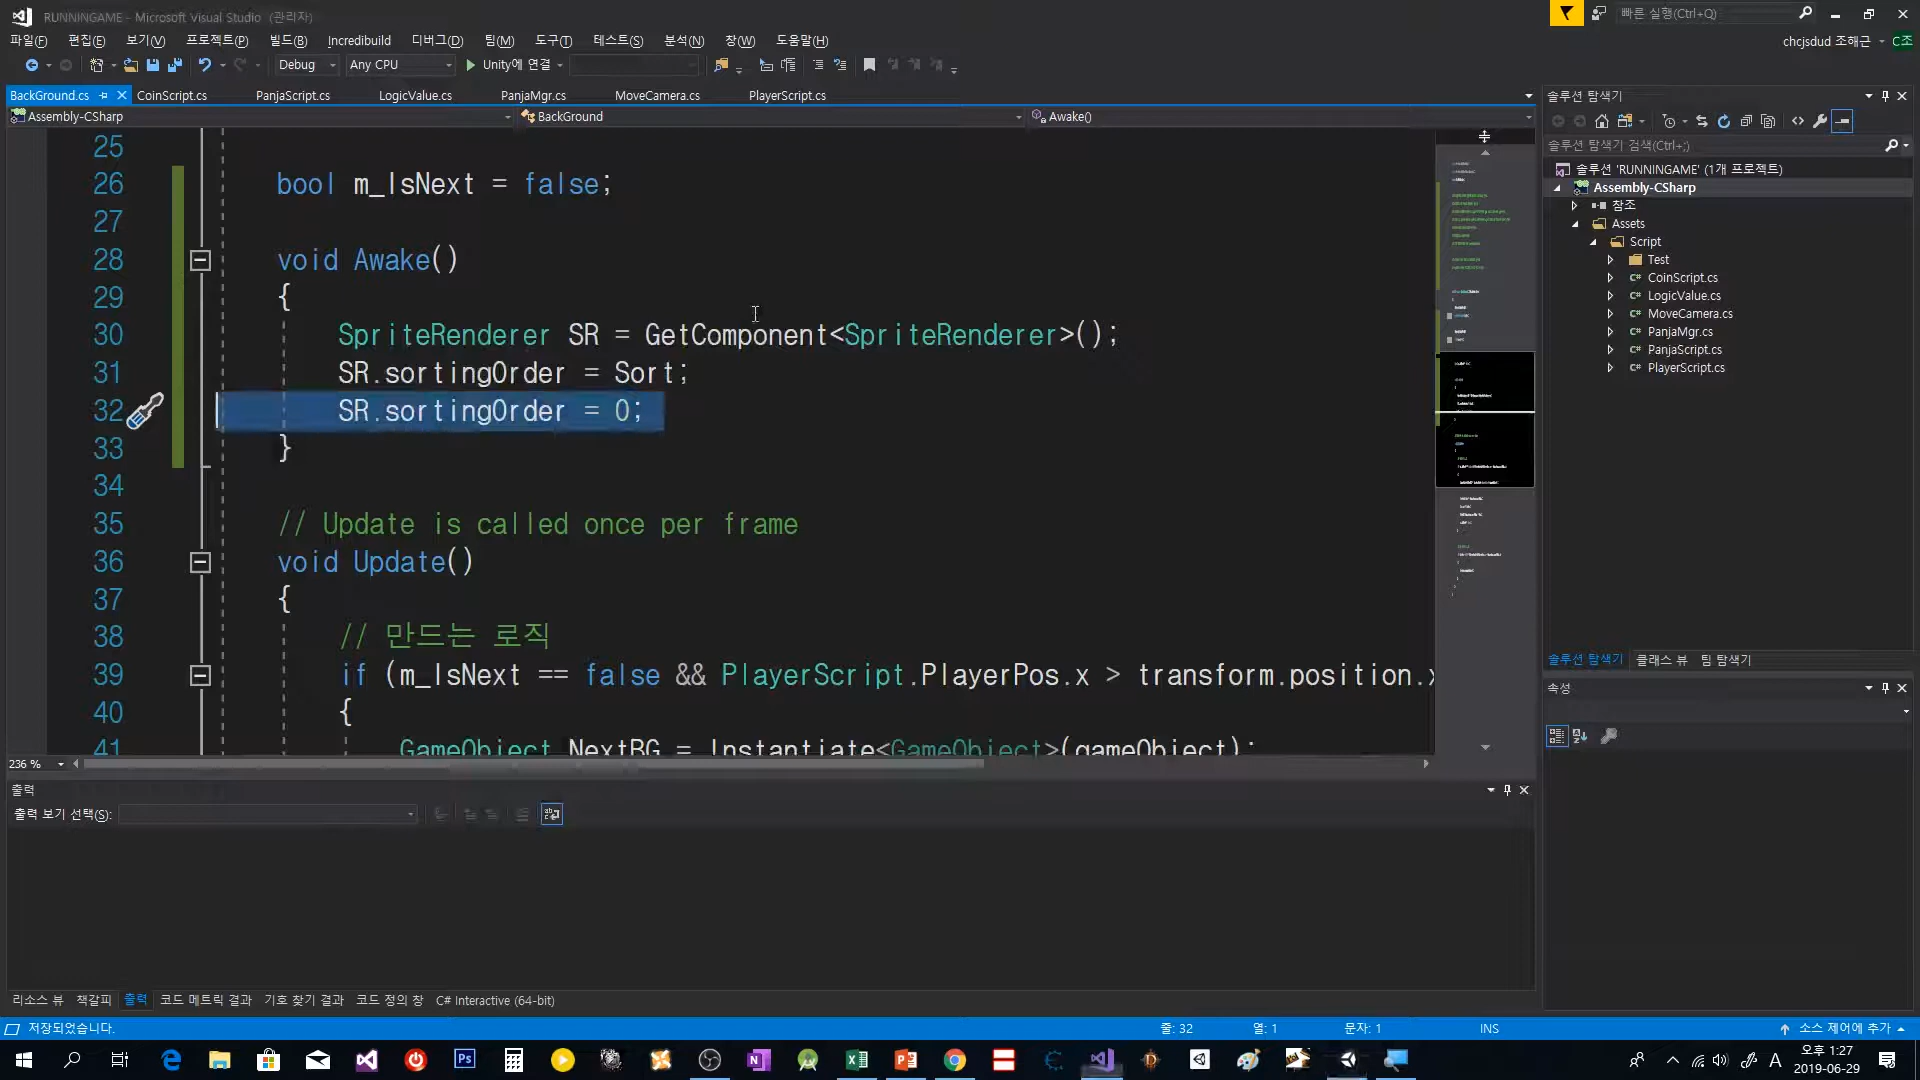 RUNNINGAME - Microsoft Visual Studio (관리자)
빠른 실행(Ctrl+Q)
파일(F) 편집(E) 보기(V) 프로젝트(P) 빌드(B) Incredibuild 디버그(D) 팀(M) 도구(T) 테스트(S) 분석(N) 창(W) 도움말(H)
chcjsdud 조해근 C조
Debug Any CPU Unity에 연결
BackGround.cs CoinScript.cs PanjaScript.cs LogicValue.cs PanjaMgr.cs MoveCamera.cs PlayerScript.cs
Assembly-CSharp BackGround Awake()
25
26 bool m_IsNext = false;
27
28 void Awake()
29 {
30 SpriteRenderer SR = GetComponent<SpriteRenderer>();
31 SR.sortingOrder = Sort;
32 SR.sortingOrder = 0;
33 }
34
35 // Update is called once per frame
36 void Update()
37 {
38 // 만드는 로직
39 if (m_IsNext == false && PlayerScript.PlayerPos.x > transform.position.x
40 {
41 GameObject NextBG = Instantiate<GameObject>(gameObject);
236 %
솔루션 탐색기
솔루션 탐색기 검색(Ctrl+;)
솔루션 'RUNNINGAME' (1개 프로젝트)
Assembly-CSharp
참조
Assets
Script
Test
C# CoinScript.cs
C# LogicValue.cs
C# MoveCamera.cs
C# PanjaMgr.cs
C# PanjaScript.cs
C# PlayerScript.cs
솔루션 탐색기 클래스 뷰 팀 탐색기
속성
출력
출력 보기 선택(S):
리소스 뷰 책갈피 출력 코드 메트릭 결과 기호 찾기 결과 코드 정의 창 C# Interactive (64-bit)
저장되었습니다. 줄: 32 열: 1 문자: 1 INS 소스 제어에 추가
A 오후 1:27
2019-06-29